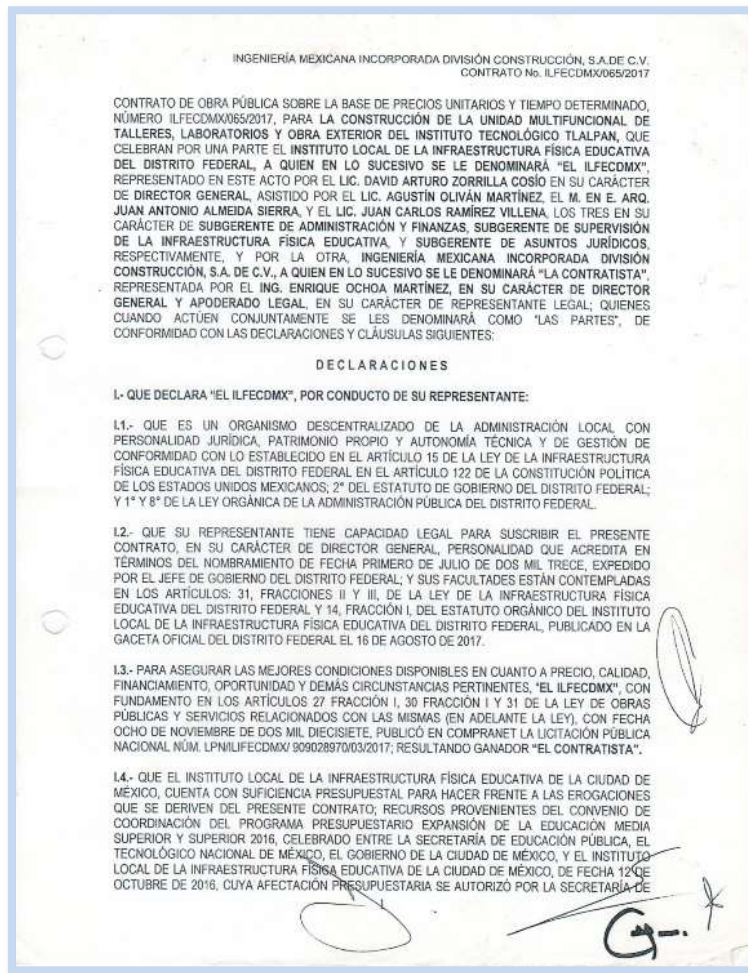 INGENIERÍA MEXICANA INCORPORADA DIVISIÓN CONSTRUCCIÓN, S.A.DE C.V.
CONTRATO No. ILFECDMX/065/2017
CONTRATO DE OBRA PÚBLICA SOBRE LA BASE DE PRECIOS UNITARIOS Y TIEMPO DETERMINADO,
NÚMERO ILFECDMX/065/2017, PARA LA CONSTRUCCIÓN DE LA UNIDAD MULTIFUNCIONAL DE
TALLERES, LABORATORIOS Y OBRA EXTERIOR DEL INSTITUTO TECNOLÓGICO TLALPAN, QUE
CELEBRAN POR UNA PARTE EL INSTITUTO LOCAL DE LA INFRAESTRUCTURA FÍSICA EDUCATIVA
DEL DISTRITO FEDERAL, A QUIEN EN LO SUCESIVO SE LE DENOMINARÁ "EL ILFECDMX",
REPRESENTADO EN ESTE ACTO POR EL LIC. DAVID ARTURO ZORRILLA COSÍO EN SU CARÁCTER
DE DIRECTOR GENERAL, ASISTIDO POR EL LIC. AGUSTÍN OLIVÁN MARTÍNEZ, EL M. EN E. ARQ.
JUAN ANTONIO ALMEIDA SIERRA, Y EL LIC. JUAN CARLOS RAMÍREZ VILLENA, LOS TRES EN SU
CARÁCTER DE SUBGERENTE DE ADMINISTRACIÓN Y FINANZAS, SUBGERENTE DE SUPERVISIÓN
DE LA INFRAESTRUCTURA FÍSICA EDUCATIVA, Y SUBGERENTE DE ASUNTOS JURÍDICOS,
RESPECTIVAMENTE, Y POR LA OTRA, INGENIERÍA MEXICANA INCORPORADA DIVISIÓN
CONSTRUCCIÓN, S.A. DE C.V., A QUIEN EN LO SUCESIVO SE LE DENOMINARÁ "LA CONTRATISTA",
REPRESENTADA POR EL ING. ENRIQUE OCHOA MARTÍNEZ, EN SU CARÁCTER DE DIRECTOR
GENERAL Y APODERADO LEGAL, EN SU CARÁCTER DE REPRESENTANTE LEGAL; QUIENES
CUANDO ACTÚEN CONJUNTAMENTE SE LES DENOMINARÁ COMO "LAS PARTES", DE
CONFORMIDAD CON LAS DECLARACIONES Y CLÁUSULAS SIGUIENTES:
DECLARACIONES
I.- QUE DECLARA "EL ILFECDMX", POR CONDUCTO DE SU REPRESENTANTE:
I.1.- QUE ES UN ORGANISMO DESCENTRALIZADO DE LA ADMINISTRACIÓN LOCAL CON
PERSONALIDAD JURÍDICA, PATRIMONIO PROPIO Y AUTONOMÍA TÉCNICA Y DE GESTIÓN DE
CONFORMIDAD CON LO ESTABLECIDO EN EL ARTÍCULO 15 DE LA LEY DE LA INFRAESTRUCTURA
FÍSICA EDUCATIVA DEL DISTRITO FEDERAL EN EL ARTÍCULO 122 DE LA CONSTITUCIÓN POLÍTICA
DE LOS ESTADOS UNIDOS MEXICANOS; 2° DEL ESTATUTO DE GOBIERNO DEL DISTRITO FEDERAL;
Y 1° Y 8° DE LA LEY ORGÁNICA DE LA ADMINISTRACIÓN PÚBLICA DEL DISTRITO FEDERAL.
I.2.- QUE SU REPRESENTANTE TIENE CAPACIDAD LEGAL PARA SUSCRIBIR EL PRESENTE
CONTRATO, EN SU CARÁCTER DE DIRECTOR GENERAL, PERSONALIDAD QUE ACREDITA EN
TÉRMINOS DEL NOMBRAMIENTO DE FECHA PRIMERO DE JULIO DE DOS MIL TRECE, EXPEDIDO
POR EL JEFE DE GOBIERNO DEL DISTRITO FEDERAL; Y SUS FACULTADES ESTÁN CONTEMPLADAS
EN LOS ARTÍCULOS: 31, FRACCIONES II Y III, DE LA LEY DE LA INFRAESTRUCTURA FÍSICA
EDUCATIVA DEL DISTRITO FEDERAL Y 14, FRACCIÓN I, DEL ESTATUTO ORGÁNICO DEL INSTITUTO
LOCAL DE LA INFRAESTRUCTURA FÍSICA EDUCATIVA DEL DISTRITO FEDERAL, PUBLICADO EN LA
GACETA OFICIAL DEL DISTRITO FEDERAL EL 16 DE AGOSTO DE 2017.
I.3.- PARA ASEGURAR LAS MEJORES CONDICIONES DISPONIBLES EN CUANTO A PRECIO, CALIDAD,
FINANCIAMIENTO, OPORTUNIDAD Y DEMÁS CIRCUNSTANCIAS PERTINENTES, "EL ILFECDMX", CON
FUNDAMENTO EN LOS ARTÍCULOS 27 FRACCIÓN I, 30 FRACCIÓN I Y 31 DE LA LEY DE OBRAS
PÚBLICAS Y SERVICIOS RELACIONADOS CON LAS MISMAS (EN ADELANTE LA LEY), CON FECHA
OCHO DE NOVIEMBRE DE DOS MIL DIECISIETE, PUBLICÓ EN COMPRANET LA LICITACIÓN PÚBLICA
NACIONAL NÚM. LPN/ILIFECDMX/ 909028970/03/2017; RESULTANDO GANADOR "EL CONTRATISTA".
I.4.- QUE EL INSTITUTO LOCAL DE LA INFRAESTRUCTURA FÍSICA EDUCATIVA DE LA CIUDAD DE
MÉXICO, CUENTA CON SUFICIENCIA PRESUPUESTAL PARA HACER FRENTE A LAS EROGACIONES
QUE SE DERIVEN DEL PRESENTE CONTRATO; RECURSOS PROVENIENTES DEL CONVENIO DE
COORDINACIÓN DEL PROGRAMA PRESUPUESTARIO EXPANSIÓN DE LA EDUCACIÓN MEDIA
SUPERIOR Y SUPERIOR 2016, CELEBRADO ENTRE LA SECRETARÍA DE EDUCACIÓN PÚBLICA, EL
TECNOLÓGICO NACIONAL DE MÉXICO, EL GOBIERNO DE LA CIUDAD DE MÉXICO, Y EL INSTITUTO
LOCAL DE LA INFRAESTRUCTURA FÍSICA EDUCATIVA DE LA CIUDAD DE MÉXICO, DE FECHA 12 DE
OCTUBRE DE 2016, CUYA AFECTACIÓN PRESUPUESTARIA SE AUTORIZÓ POR LA SECRETARÍA DE